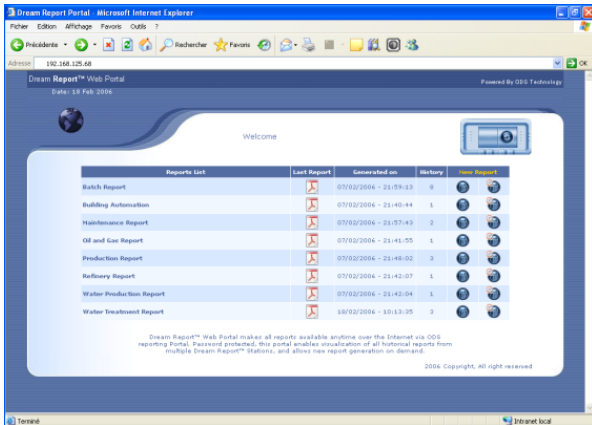 Dream Report Portal - Microsoft Internet Explorer
Fichier Edition Affichage Favoris Outils ?
Précédente Rechercher Favoris
Adresse 192.168.125.68 OK
Dream Report™ Web Portal Powered By ODS Technology
Date: 18 Feb 2006
Welcome
Reports List Last Report Generated on History New Report
Batch Report 07/02/2006 - 21:59:13 8
Building Automation 07/02/2006 - 21:40:44 1
Maintenance Report 07/02/2006 - 21:57:43 2
Oil and Gas Report 07/02/2006 - 21:41:55 1
Production Report 07/02/2006 - 21:48:02 3
Refinery Report 07/02/2006 - 21:42:07 1
Water Production Report 07/02/2006 - 21:42:04 1
Water Treatment Report 18/02/2006 - 10:13:35 3
Dream Report™ Web Portal makes all reports available anytime over the Internet via ODS
reporting Portal. Password protected, this portal enables visualization of all historical reports from
multiple Dream Report™ Stations, and allows new report generation on demand.
2006 Copyright, All right reserved
Terminé Intranet local